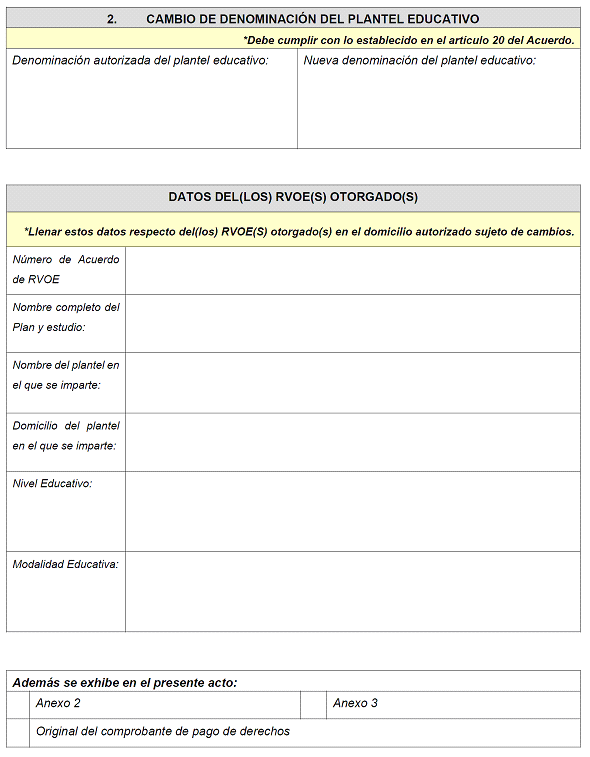 2. CAMBIO DE DENOMINACIÓN DEL PLANTEL EDUCATIVO
*Debe cumplir con lo establecido en el artículo 20 del Acuerdo.
Denominación autorizada del plantel educativo:
Nueva denominación del plantel educativo:
DATOS DEL(LOS) RVOE(S) OTORGADO(S)
*Llenar estos datos respecto del(los) RVOE(S) otorgado(s) en el domicilio autorizado sujeto de cambios.
Número de Acuerdo
de RVOE
Nombre completo del
Plan y estudio:
Nombre del plantel en
el que se imparte:
Domicilio del plantel
en el que se imparte:
Nivel Educativo:
Modalidad Educativa:
Además se exhibe en el presente acto:
Anexo 2
Anexo 3
Original del comprobante de pago de derechos